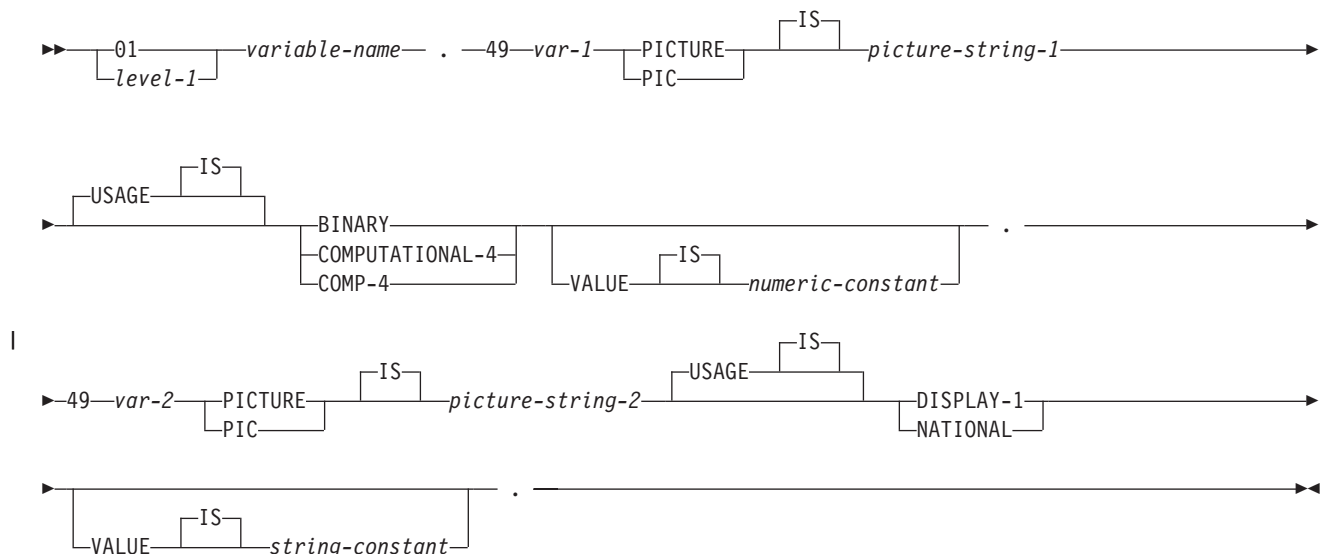 IS
01 variable-name . 49 var-1 PICTURE picture-string-1
level-1 PIC
IS
USAGE
BINARY
COMPUTATIONAL-4 .
COMP-4
IS
VALUE numeric-constant
IS
IS USAGE
49 var-2 PICTURE picture-string-2 DISPLAY-1
PIC NATIONAL
.
IS
VALUE string-constant